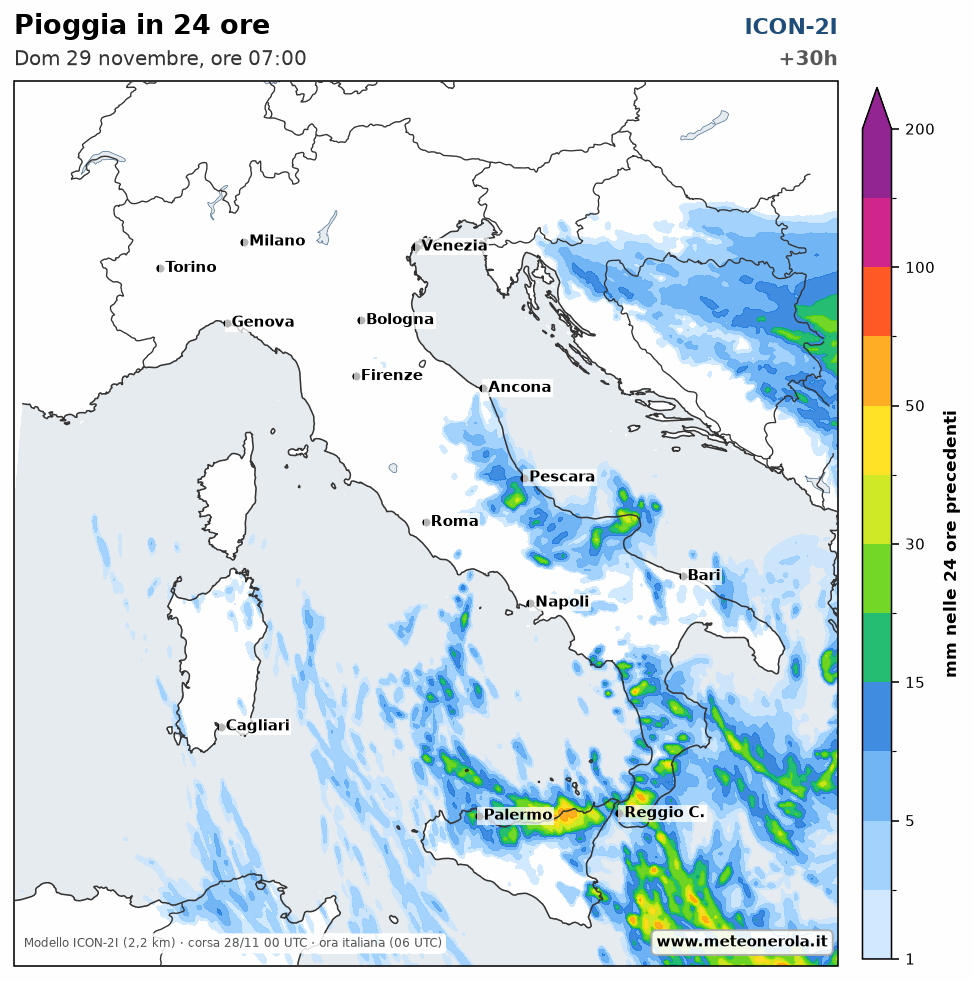 Pioggia in 24 ore
ICON-2I
Dom 29 novembre, ore 07:00
+30h
200
100
50
30
15
5
1
mm nelle 24 ore precedenti
Milano
Venezia
Torino
Genova
Bologna
Firenze
Ancona
Pescara
Roma
Bari
Napoli
Cagliari
Palermo
Reggio C.
Modello ICON-2I (2,2 km) · corsa 28/11 00 UTC · ora italiana (06 UTC)
www.meteonerola.it